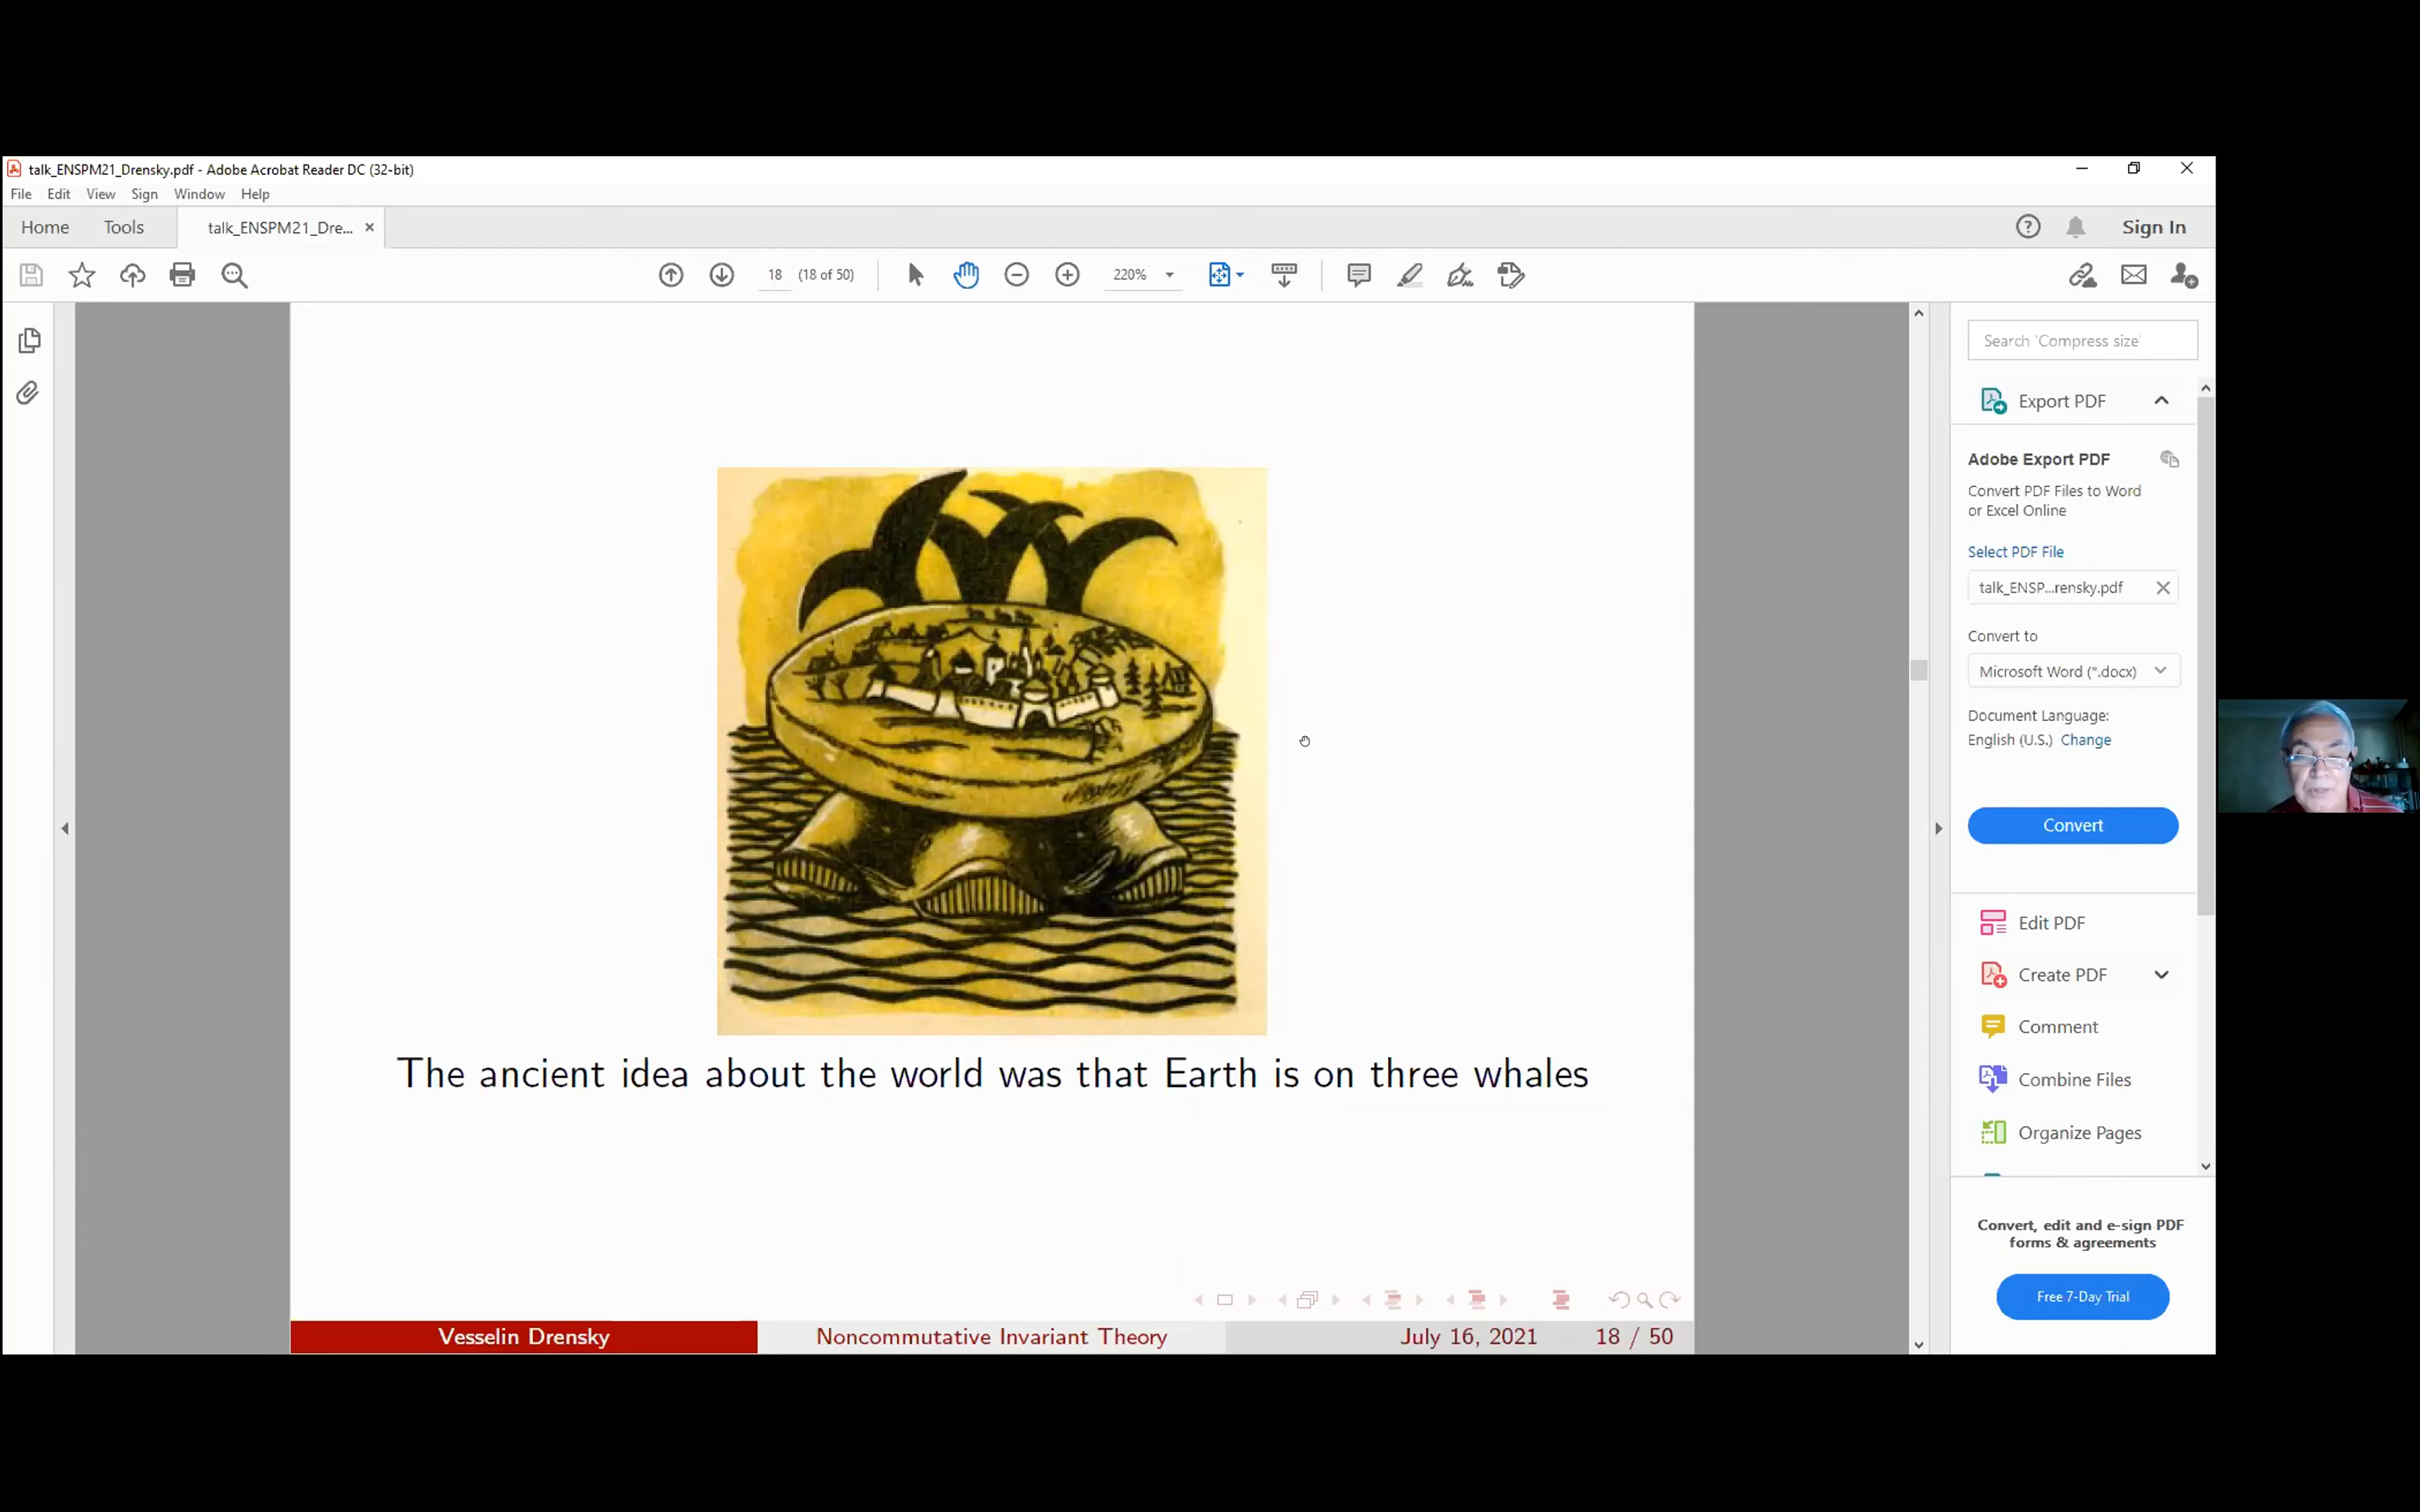 talk_ENSPM21_Drensky.pdf - Adobe Acrobat Reader DC (32-bit)
File Edit View Sign Window Help
Home Tools talk_ENSPM21_Dre... × Sign In
18 (18 of 50) 220%
Search 'Compress size'
Export PDF
Adobe Export PDF
Convert PDF Files to Word
or Excel Online
Select PDF File
talk_ENSP...rensky.pdf
Convert to
Microsoft Word (*.docx)
Document Language:
English (U.S.) Change
Convert
Edit PDF
Create PDF
Comment
Combine Files
Organize Pages
Convert, edit and e-sign PDF
forms & agreements
Free 7-Day Trial
The ancient idea about the world was that Earth is on three whales
Vesselin Drensky Noncommutative Invariant Theory July 16, 2021 18 / 50